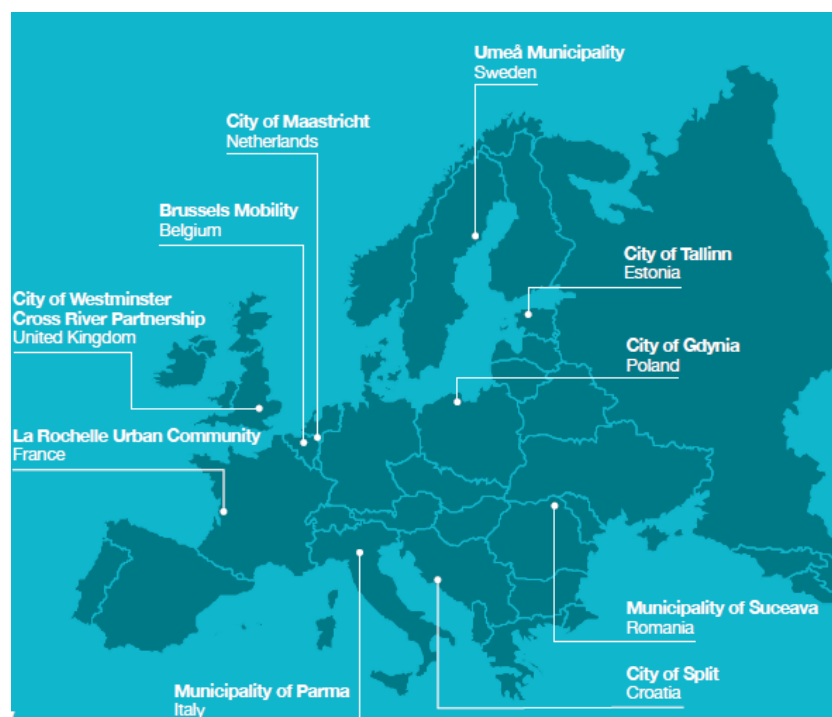 Umeå Municipality
Sweden
City of Maastricht
Netherlands
Brussels Mobility
Belgium
City of Tallinn
Estonia
City of Westminster
Cross River Partnership
United Kingdom
City of Gdynia
Poland
La Rochelle Urban Community
France
Municipality of Suceava
Romania
City of Split
Croatia
Municipality of Parma
Italy